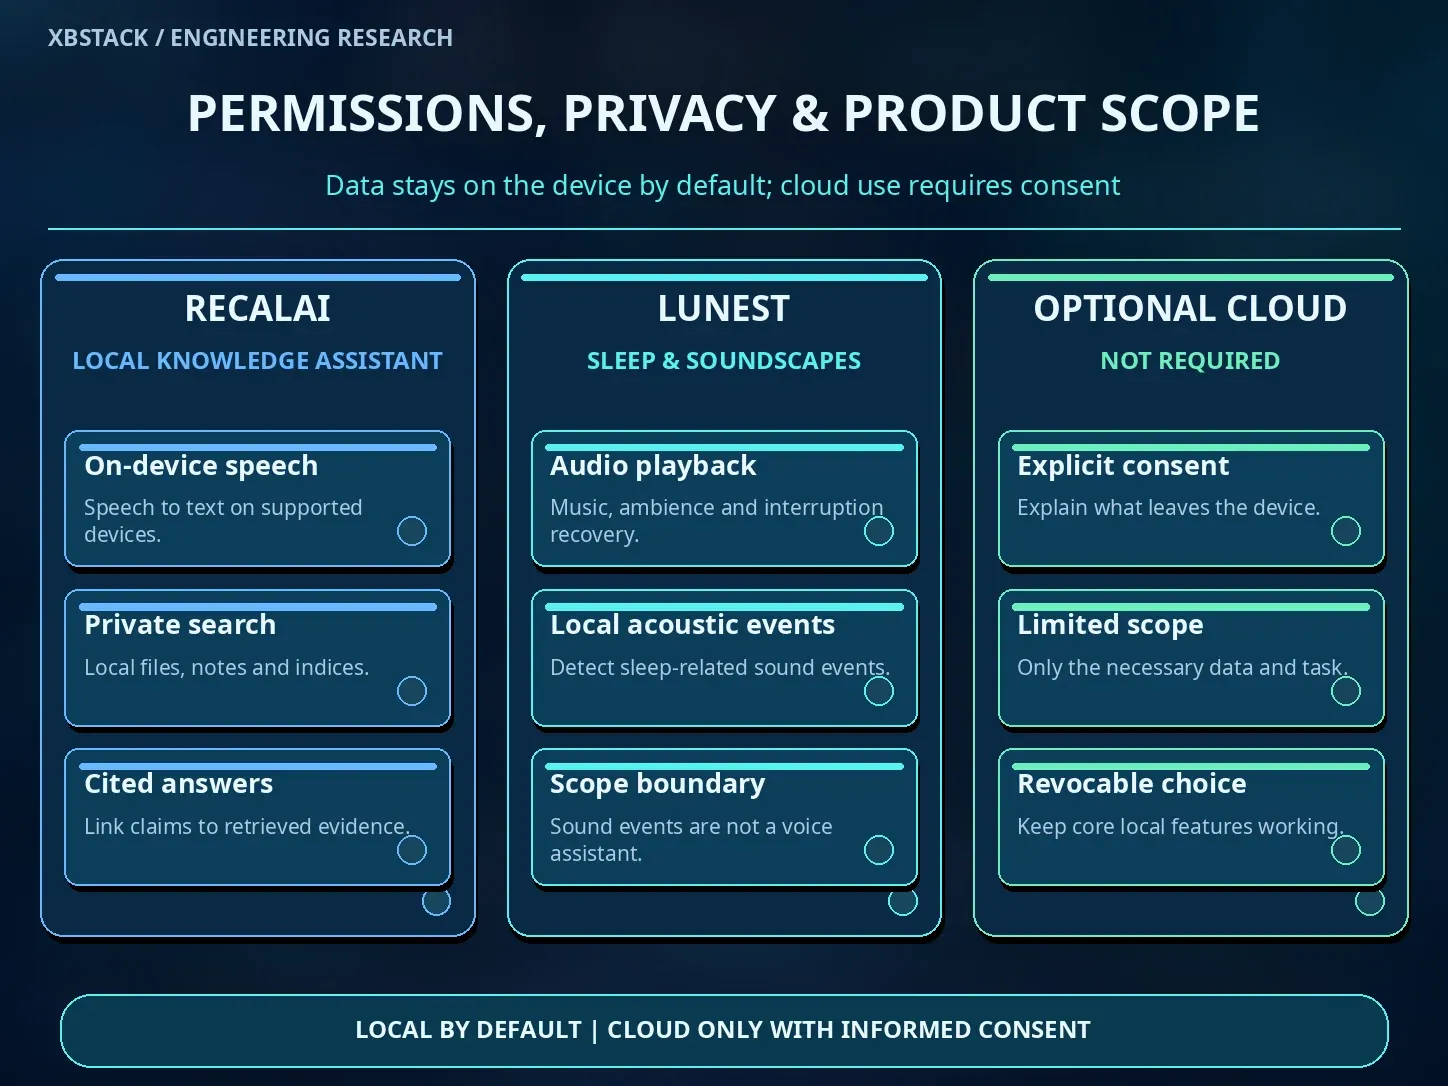 XBSTACK / ENGINEERING RESEARCH
PERMISSIONS, PRIVACY & PRODUCT SCOPE
Data stays on the device by default; cloud use requires consent
RECALAI
LOCAL KNOWLEDGE ASSISTANT
On-device speech
Speech to text on supported
devices.
Private search
Local files, notes and indices.
Cited answers
Link claims to retrieved evidence.
LUNEST
SLEEP & SOUNDSCAPES
Audio playback
Music, ambience and interruption
recovery.
Local acoustic events
Detect sleep-related sound events.
Scope boundary
Sound events are not a voice
assistant.
OPTIONAL CLOUD
NOT REQUIRED
Explicit consent
Explain what leaves the device.
Limited scope
Only the necessary data and task.
Revocable choice
Keep core local features working.
LOCAL BY DEFAULT | CLOUD ONLY WITH INFORMED CONSENT